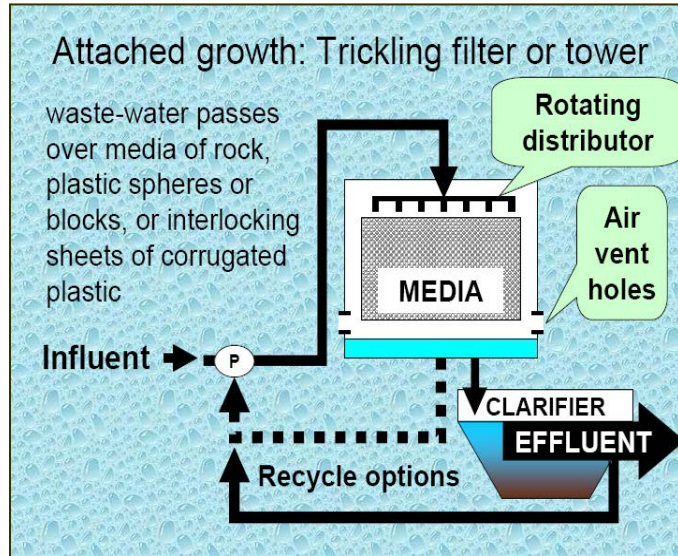 Attached growth: Trickling filter or tower
waste-water passes
over media of rock,
plastic spheres or
blocks, or interlocking
sheets of corrugated
plastic
Rotating
distributor
Air
vent
holes
MEDIA
Influent
P
CLARIFIER
EFFLUENT
Recycle options